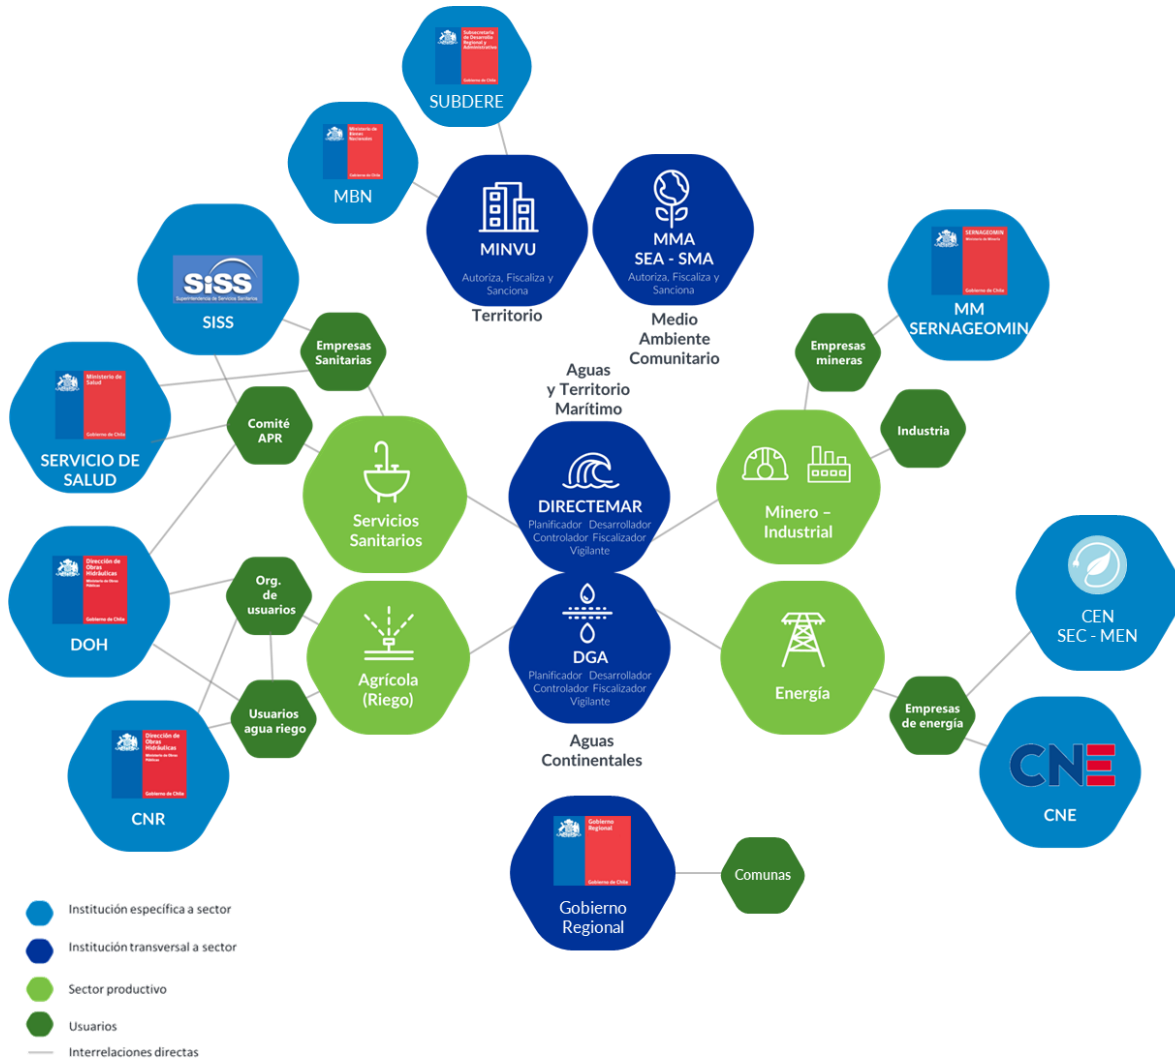 Subsecretaría
de Desarrollo
Regional y
Administrativo
Gobierno de Chile
SUBDERE
Ministerio de
Bienes
Nacionales
Gobierno de Chile
MBN
MINVU
Autoriza, Fiscaliza y
Sanciona
Territorio
MMA
SEA - SMA
Autoriza, Fiscaliza y
Sanciona
Medio
Ambiente
Comunitario
SiSS
Superintendencia de Servicios Sanitarios
SISS
SERNAGEOMIN
Ministerio de Minería
Gobierno de Chile
MM
SERNAGEOMIN
Empresas
Sanitarias
Empresas
mineras
Ministerio de
Salud
Gobierno de Chile
SERVICIO DE
SALUD
Comité
APR
Aguas
y Territorio
Marítimo
Industria
Servicios
Sanitarios
DIRECTEMAR
Planificador Desarrollador
Controlador Fiscalizador
Vigilante
Minero –
Industrial
Dirección de
Obras
Hidráulicas
Ministerio de Obras
Públicas
Gobierno de Chile
DOH
Org.
de
usuarios
Agrícola
(Riego)
DGA
Planificador Desarrollador
Controlador Fiscalizador
Vigilante
Aguas
Continentales
Energía
CEN
SEC - MEN
Usuarios
agua riego
Empresas
de energía
Dirección de
Obras
Hidráulicas
Ministerio de Obras
Públicas
Gobierno de Chile
CNR
CNE
CNE
Gobierno
Regional
Gobierno de Chile
Gobierno
Regional
Comunas
Institución específica a sector
Institución transversal a sector
Sector productivo
Usuarios
Interrelaciones directas